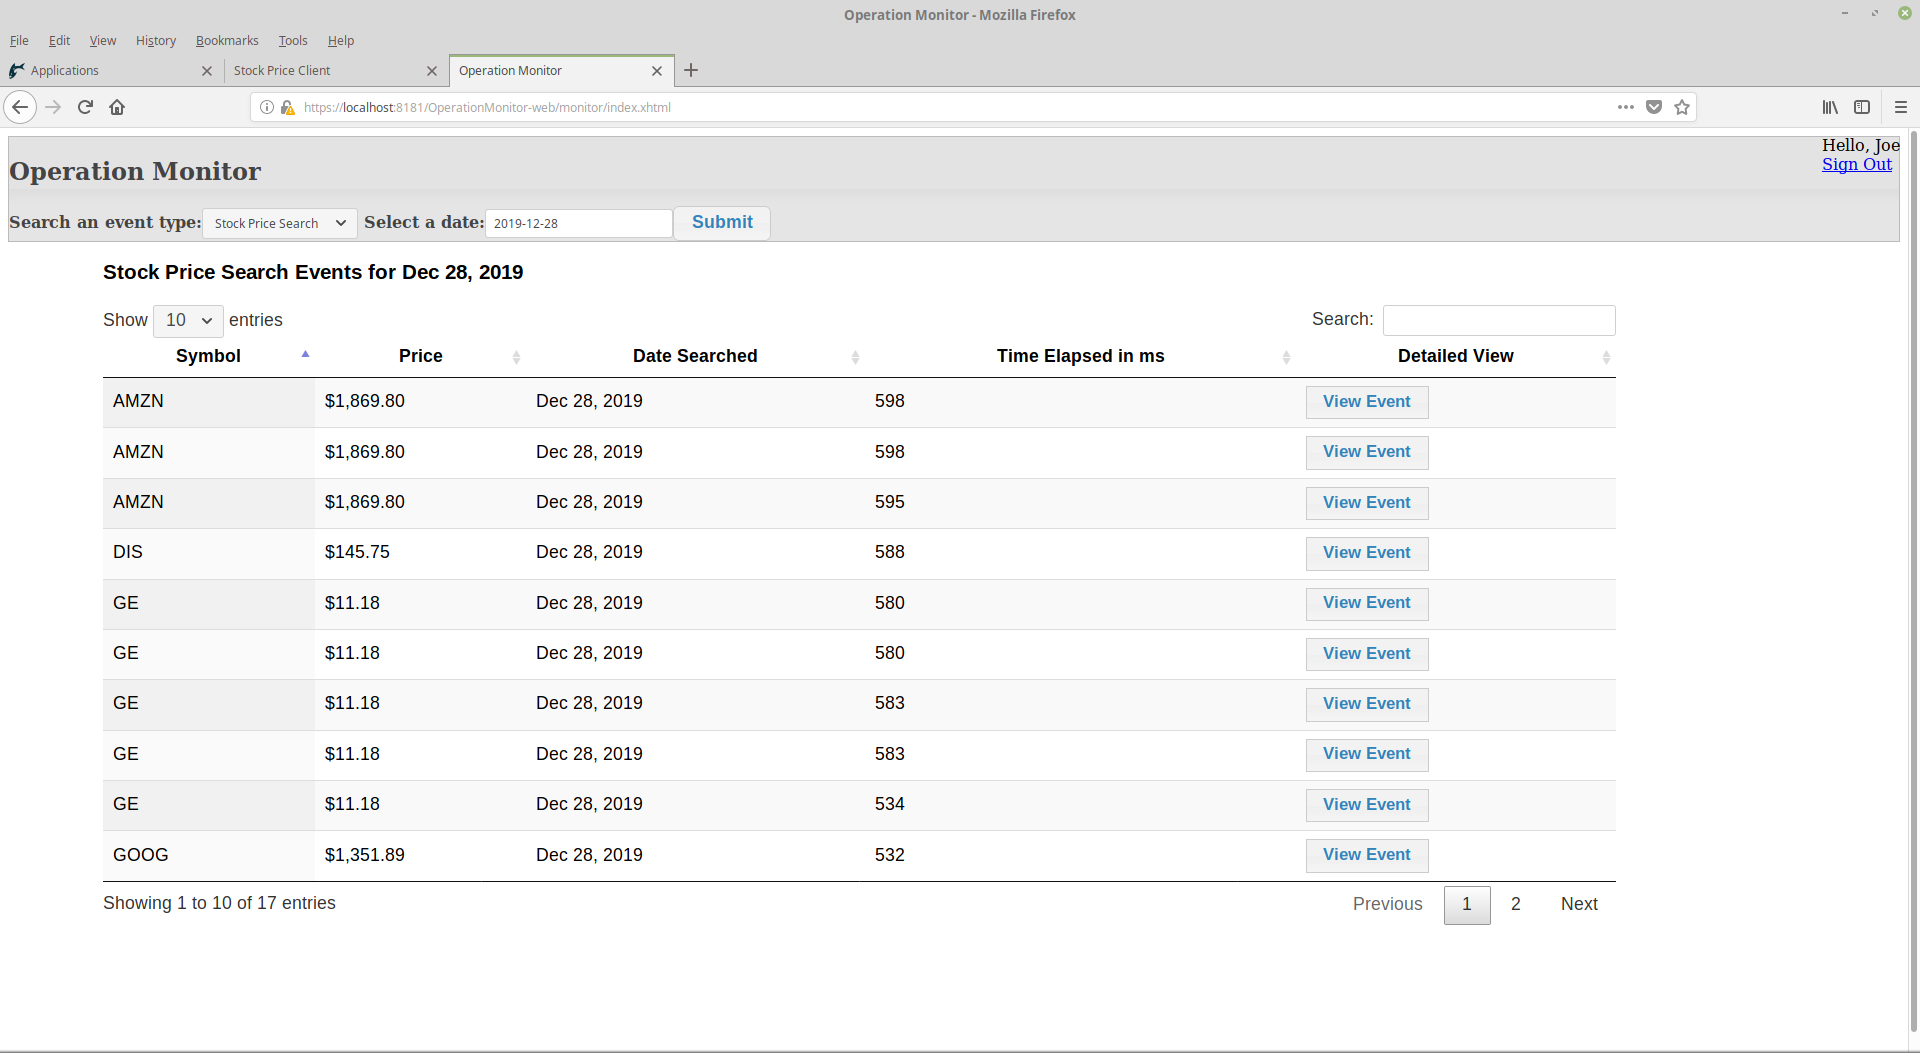 Operation Monitor - Mozilla Firefox
File Edit View History Bookmarks Tools Help
Applications Stock Price Client Operation Monitor
https://localhost:8181/OperationMonitor-web/monitor/index.xhtml
Hello, Joe
Sign Out
Operation Monitor
Search an event type: Stock Price Search Select a date: 2019-12-28 Submit
Stock Price Search Events for Dec 28, 2019
Show 10 entries Search:
Symbol Price Date Searched Time Elapsed in ms Detailed View
AMZN $1,869.80 Dec 28, 2019 598 View Event
AMZN $1,869.80 Dec 28, 2019 598 View Event
AMZN $1,869.80 Dec 28, 2019 595 View Event
DIS $145.75 Dec 28, 2019 588 View Event
GE $11.18 Dec 28, 2019 580 View Event
GE $11.18 Dec 28, 2019 580 View Event
GE $11.18 Dec 28, 2019 583 View Event
GE $11.18 Dec 28, 2019 583 View Event
GE $11.18 Dec 28, 2019 534 View Event
GOOG $1,351.89 Dec 28, 2019 532 View Event
Showing 1 to 10 of 17 entries Previous 1 2 Next